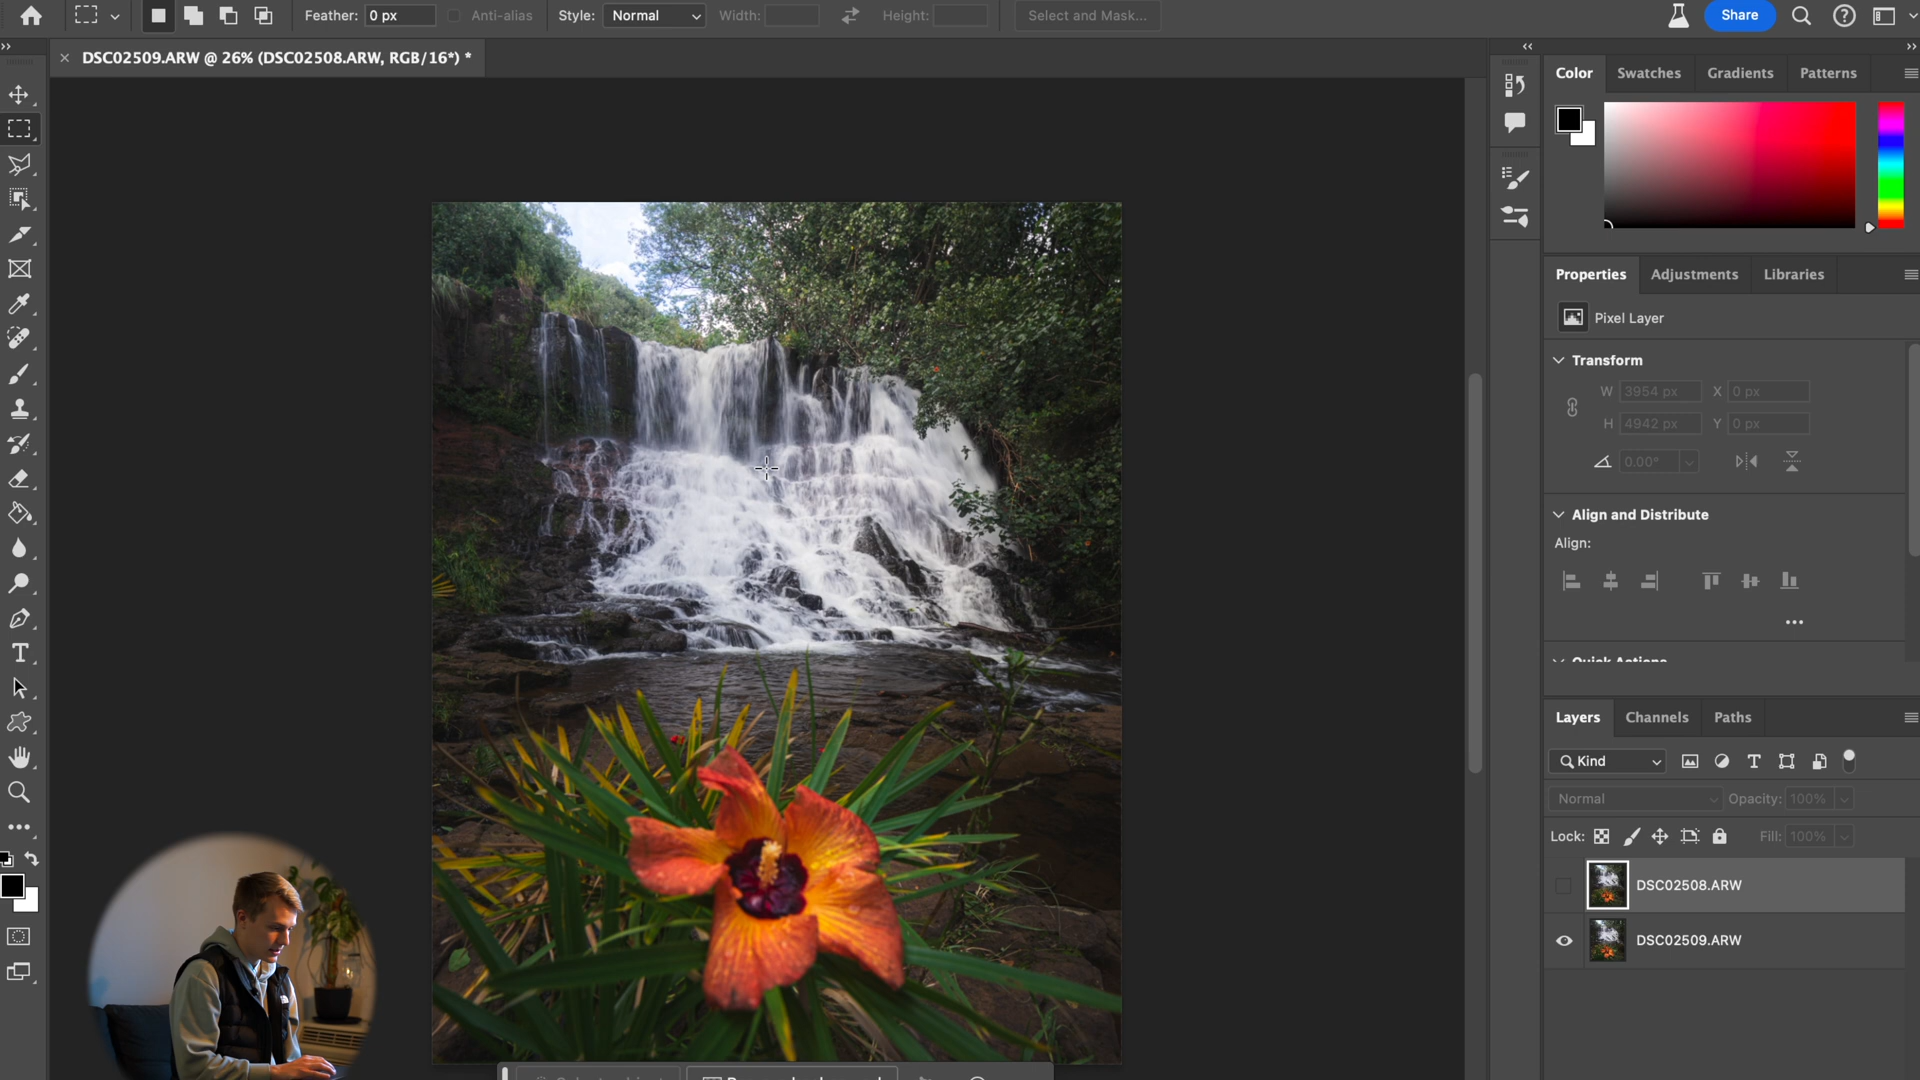 Feather: 0 px Anti-alias Style: Normal Width: Height: Select and Mask... Share
DSC02509.ARW @ 26% (DSC02508.ARW, RGB/16*) *
Color Swatches Gradients Patterns
Properties Adjustments Libraries
Pixel Layer
Transform
W 3954 px X 0 px
H 4942 px Y 0 px
0.00°
Align and Distribute
Align:
Quick Actions
Layers Channels Paths
Kind
Normal Opacity: 100%
Lock: Fill: 100%
DSC02508.ARW
DSC02509.ARW